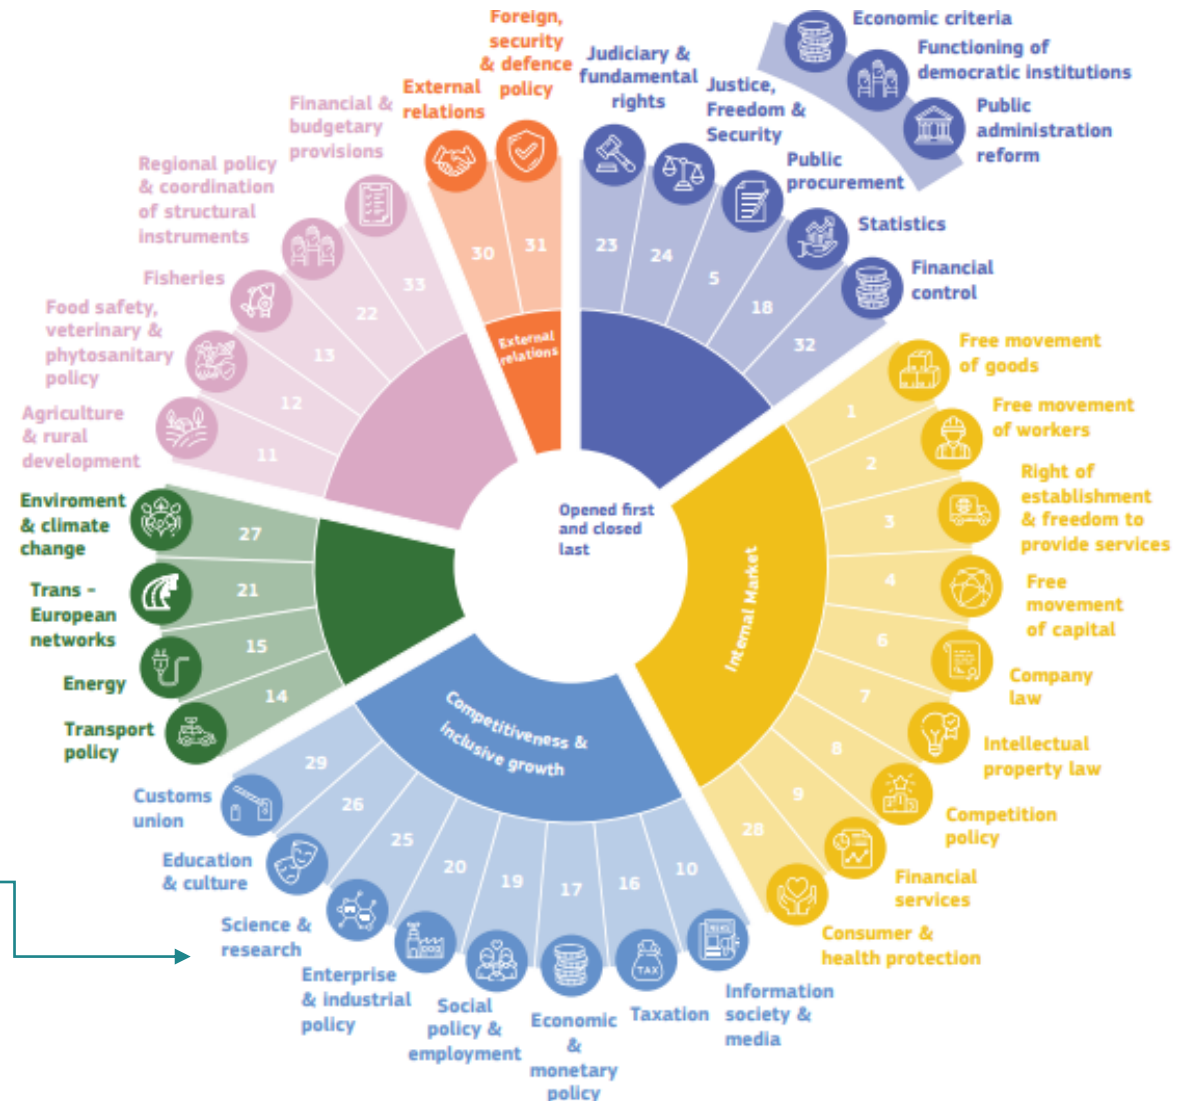 Economic criteria
Functioning of
democratic institutions
Public
administration
reform
Judiciary &
fundamental
rights
23
Justice,
Freedom &
Security
24
Public
procurement
5
Statistics
18
Financial
control
32
Opened first
and closed
last
Internal Market
Free movement
of goods
1
Free movement
of workers
2
Right of
establishment
& freedom to
provide services
3
Free
movement
of capital
4
Company
law
6
Intellectual
property law
7
Competition
policy
8
Financial
services
9
Consumer &
health protection
28
Competitiveness &
inclusive growth
Information
society &
media
10
NEWS
Taxation
16
TAX
Economic
&
monetary
policy
17
Social
policy &
employment
19
Enterprise
& industrial
policy
20
Science &
research
25
Education
& culture
26
Customs
union
29
Transport
policy
14
Energy
15
Trans -
European
networks
21
Enviroment
& climate
change
27
Agriculture
& rural
development
11
Food safety,
veterinary &
phytosanitary
policy
12
Fisheries
13
Regional policy
& coordination
of structural
instruments
22
Financial &
budgetary
provisions
33
External
relations
30
Foreign,
security
& defence
policy
31
External
relations